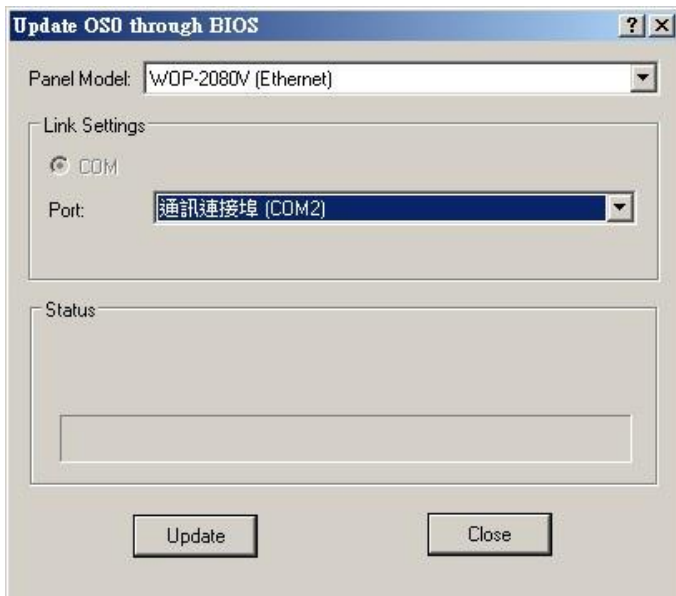 Update OS0 through BIOS
Panel Model: WOP-2080V (Ethernet)
Link Settings
COM
Port: 通訊連接埠 (COM2)
Status
Update Close